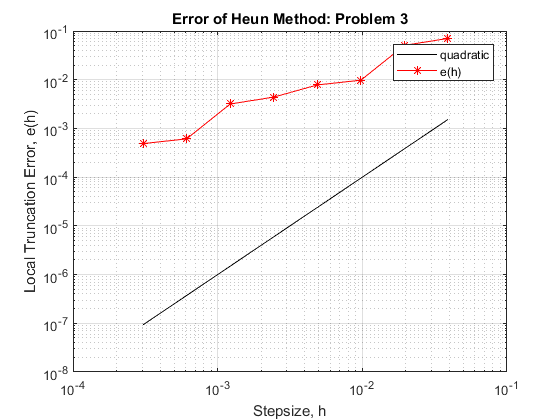 Error of Heun Method: Problem 3
quadratic
e(h)
Local Truncation Error, e(h)
10^-1
10^-2
10^-3
10^-4
10^-5
10^-6
10^-7
10^-8
10^-4
10^-3
10^-2
10^-1
Stepsize, h